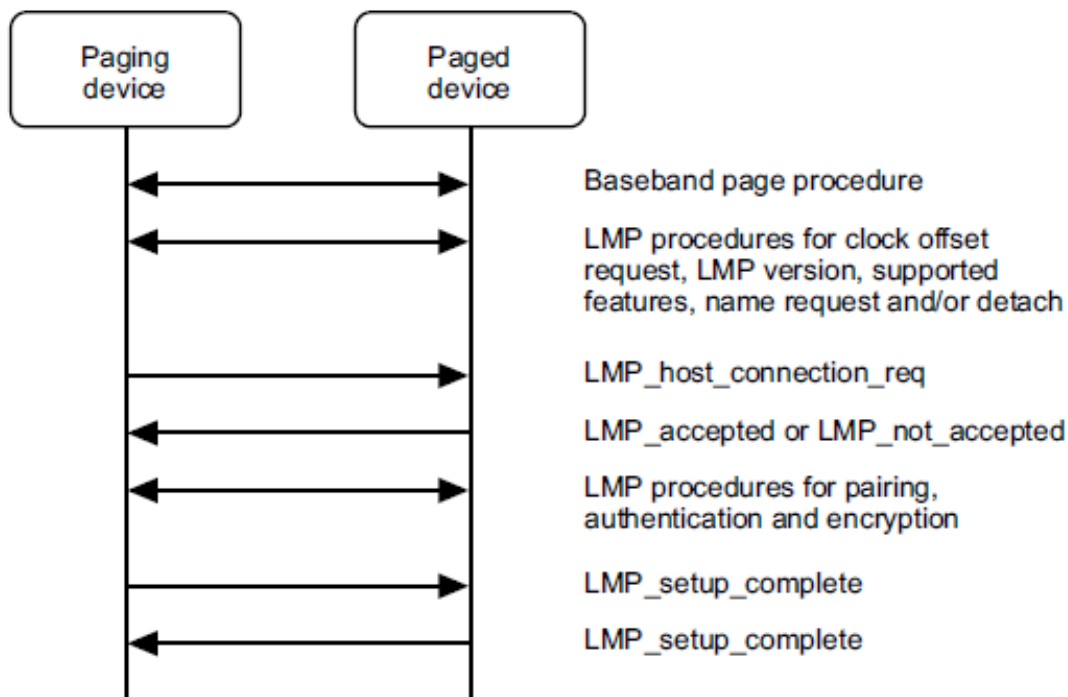 Paging
device
Paged
device
Baseband page procedure
LMP procedures for clock offset
request, LMP version, supported
features, name request and/or detach
LMP_host_connection_req
LMP_accepted or LMP_not_accepted
LMP procedures for pairing,
authentication and encryption
LMP_setup_complete
LMP_setup_complete